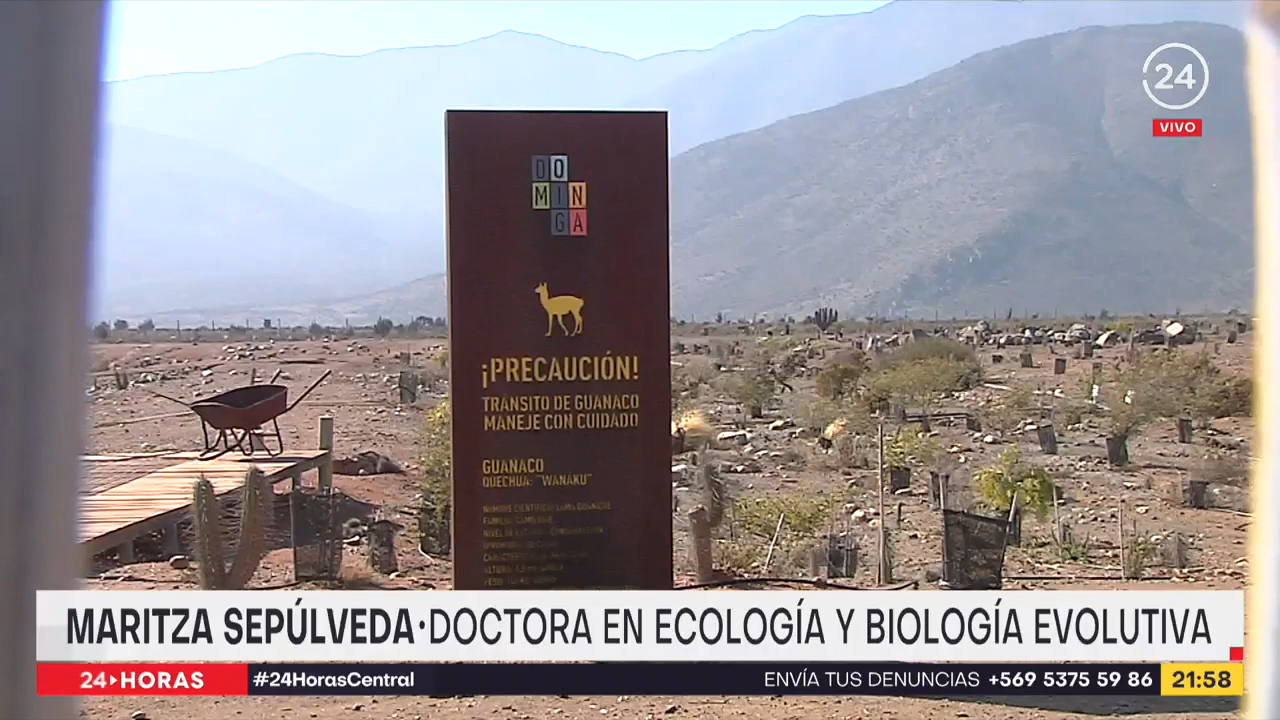 24
VIVO
DO
MIN
GA
¡PRECAUCIÓN!
TRÁNSITO DE GUANACO
MANEJE CON CUIDADO
GUANACO
QUECHUA: "WANAKU"
MARITZA SEPÚLVEDA·DOCTORA EN ECOLOGÍA Y BIOLOGÍA EVOLUTIVA
24 HORAS #24HorasCentral ENVÍA TUS DENUNCIAS +569 5375 59 86 21:58